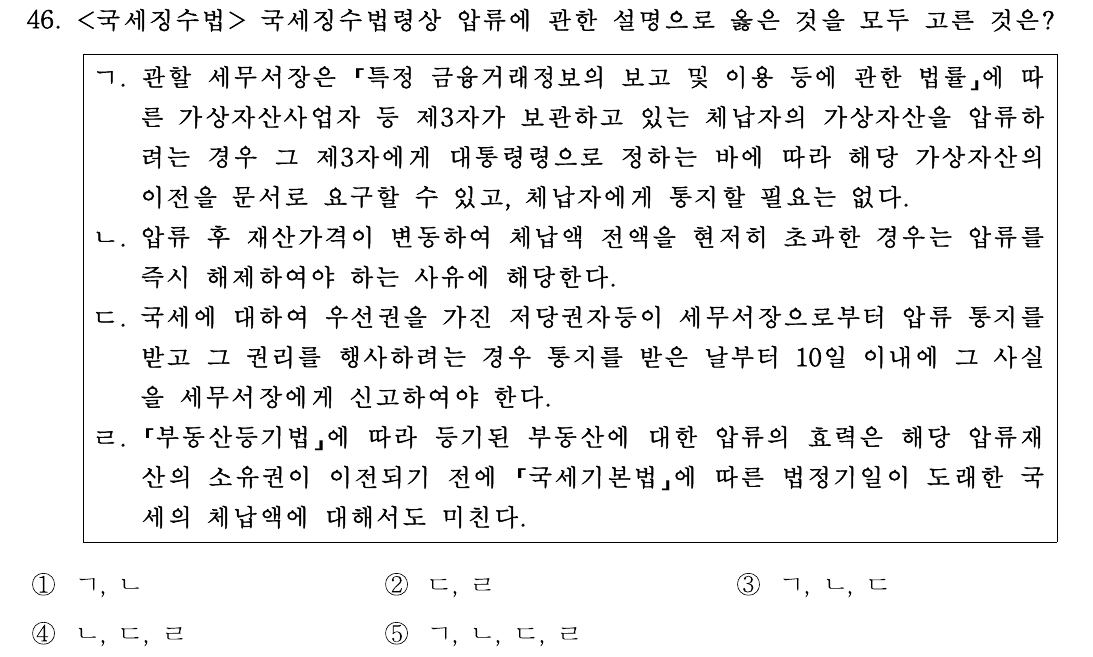 46. <국세징수법> 국세징수법령상 압류에 관한 설명으로 옳은 것을 모두 고른 것은?
ㄱ. 관할 세무서장은 「특정 금융거래정보의 보고 및 이용 등에 관한 법률」에 따
른 가상자산사업자 등 제3자가 보관하고 있는 체납자의 가상자산을 압류하
려는 경우 그 제3자에게 대통령령으로 정하는 바에 따라 해당 가상자산의
이전을 문서로 요구할 수 있고, 체납자에게 통지할 필요는 없다.
ㄴ. 압류 후 재산가격이 변동하여 체납액 전액을 현저히 초과한 경우는 압류를
즉시 해제하여야 하는 사유에 해당한다.
ㄷ. 국세에 대하여 우선권을 가진 저당권자등이 세무서장으로부터 압류 통지를
받고 그 권리를 행사하려는 경우 통지를 받은 날부터 10일 이내에 그 사실
을 세무서장에게 신고하여야 한다.
ㄹ. 「부동산등기법」에 따라 등기된 부동산에 대한 압류의 효력은 해당 압류재
산의 소유권이 이전되기 전에 「국세기본법」에 따른 법정기일이 도래한 국
세의 체납액에 대해서도 미친다.
① ㄱ, ㄴ ② ㄷ, ㄹ ③ ㄱ, ㄴ, ㄷ
④ ㄴ, ㄷ, ㄹ ⑤ ㄱ, ㄴ, ㄷ, ㄹ